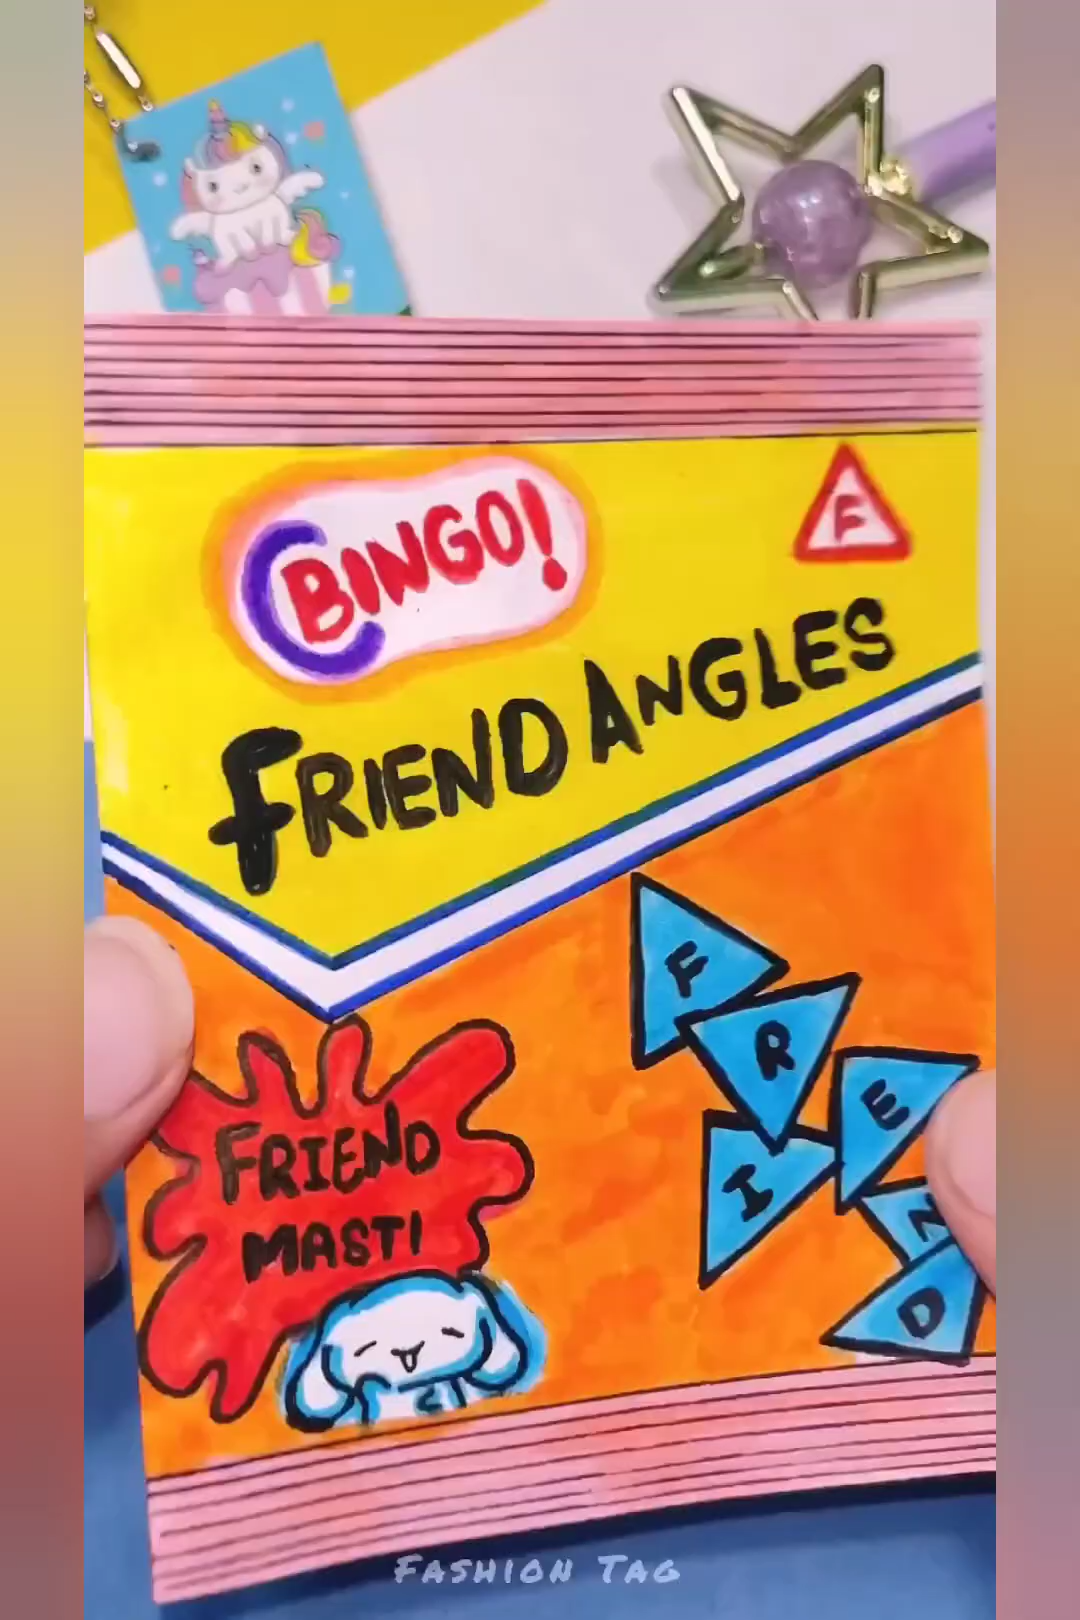 BINGO!
F
FRIEND ANGLES
F
R
I
E
N
D
FRIEND
MASTI
FASHION TAG